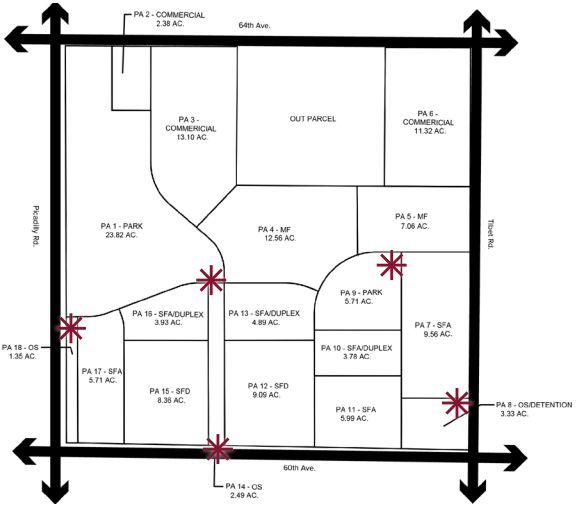 PA 2 - COMMERCIAL
2.38 AC.
64th Ave.
PA 3 -
COMMERICIAL
13.10 AC.
OUT PARCEL
PA 6 -
COMMERICIAL
11.32 AC.
Picadilly Rd.
PA 1 - PARK
23.82 AC.
PA 4 - MF
12.56 AC.
PA 5 - MF
7.06 AC.
Tibet Rd.
PA 9 - PARK
5.71 AC.
PA 16 - SFA/DUPLEX
3.93 AC.
PA 13 - SFA/DUPLEX
4.89 AC.
PA 7 - SFA
9.56 AC.
PA 18 - OS
1.35 AC.
PA 10 - SFA/DUPLEX
3.78 AC.
PA 17 - SFA
5.71 AC.
PA 15 - SFD
8.36 AC.
PA 12 - SFD
9.09 AC.
PA 11 - SFA
5.99 AC.
PA 8 - OS/DETENTION
3.33 AC.
60th Ave.
PA 14 - OS
2.49 AC.